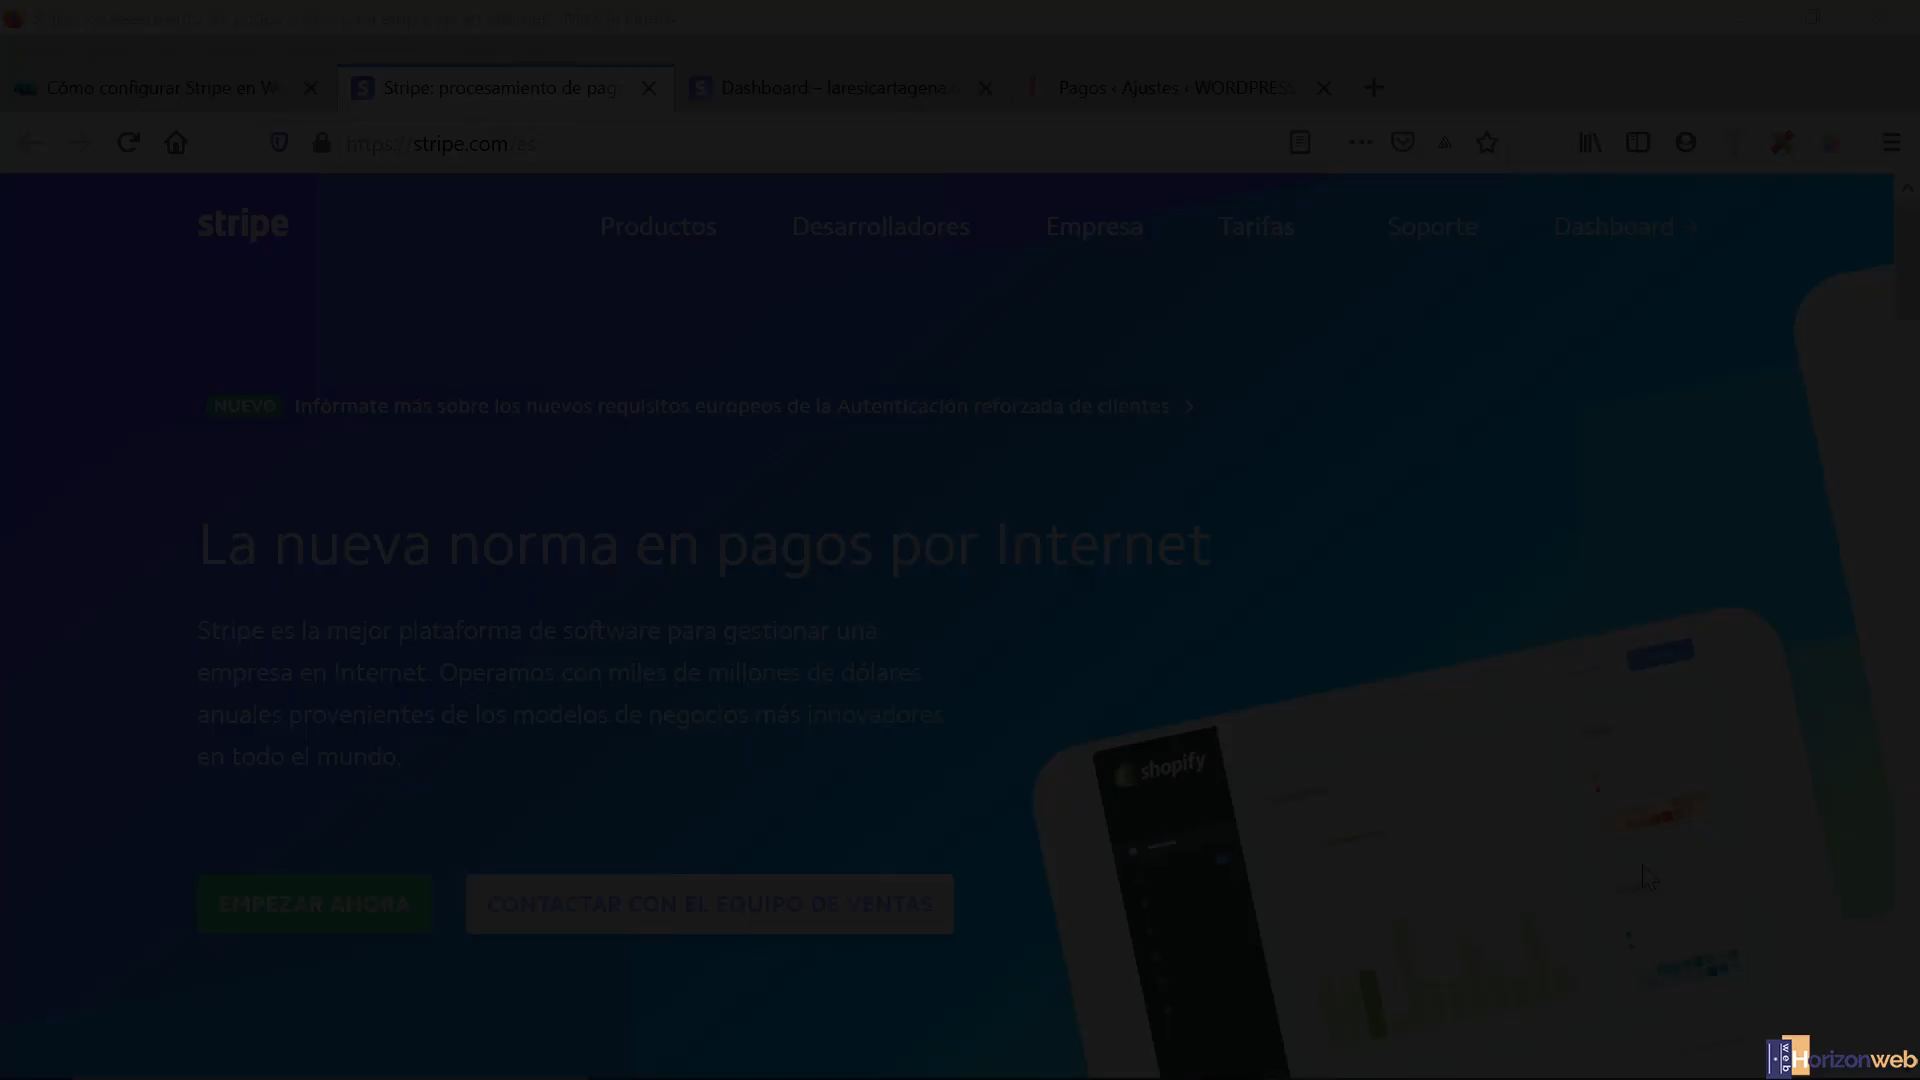 Cómo configurar Stripe en W
Stripe: procesamiento de pag
Dashboard – laresicartagena.
Pagos ‹ Ajustes ‹ WORDPRESS
https://stripe.com/es
stripe
Productos
Desarrolladores
Empresa
Tarifas
Soporte
Dashboard
NUEVO Infórmate más sobre los nuevos requisitos europeos de la Autenticación reforzada de clientes
La nueva norma en pagos por Internet
Stripe es la mejor plataforma de software para gestionar una
empresa en Internet. Operamos con miles de millones de dólares
anuales provenientes de los modelos de negocios más innovadores
en todo el mundo.
shopify
EMPEZAR AHORA
CONTACTAR CON EL EQUIPO DE VENTAS
web Horizonweb